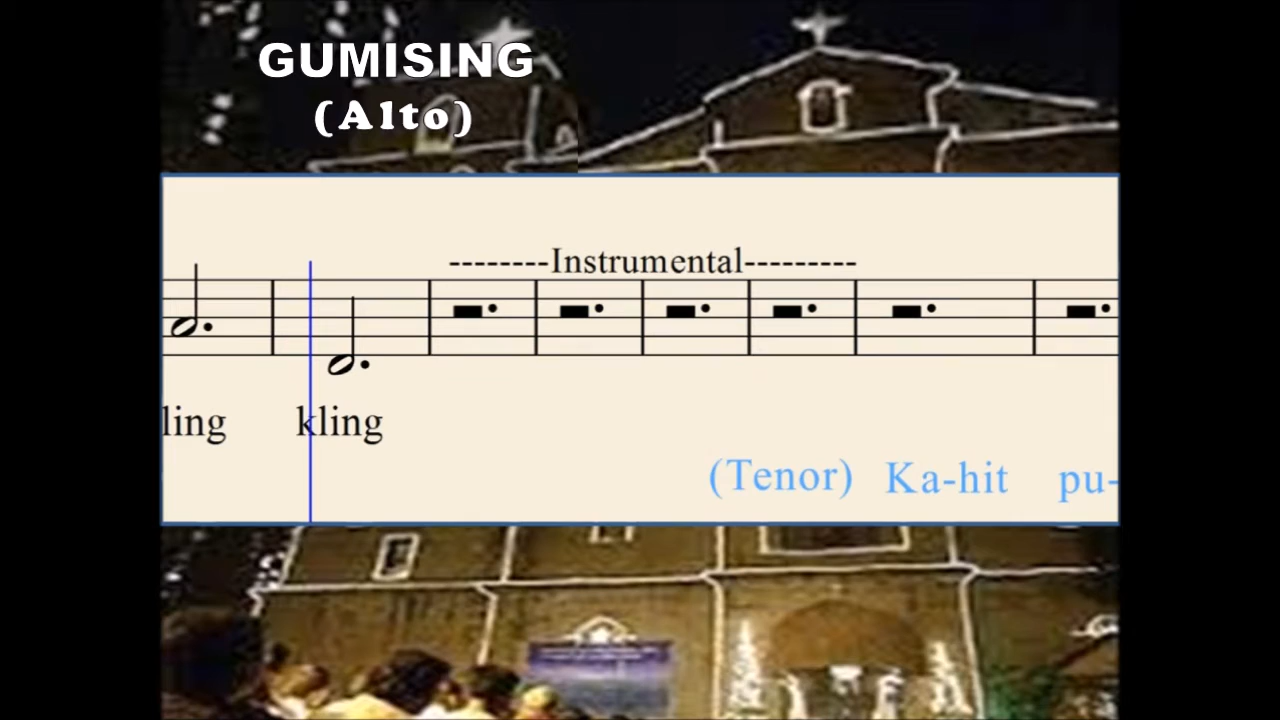 GUMISING
(Alto)
--------Instrumental---------
ling kling
(Tenor) Ka-hit pu-